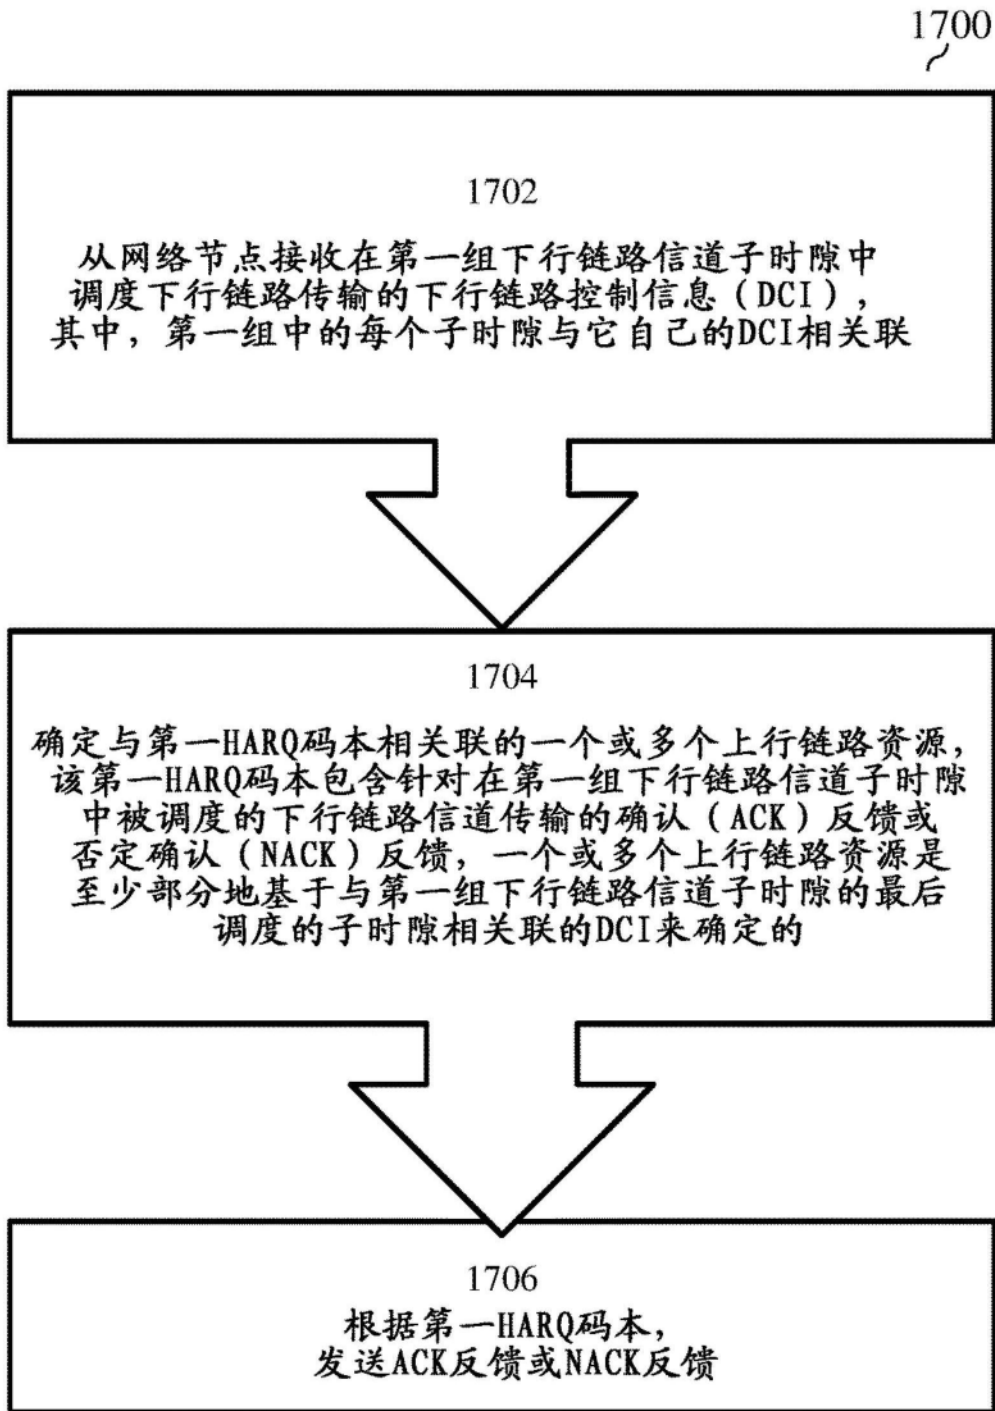 1700
1702
从网络节点接收在第一组下行链路信道子时隙中
调度下行链路传输的下行链路控制信息（DCI），
其中，第一组中的每个子时隙与它自己的DCI相关联
1704
确定与第一HARQ码本相关联的一个或多个上行链路资源，
该第一HARQ码本包含针对在第一组下行链路信道子时隙
中被调度的下行链路信道传输的确认（ACK）反馈或
否定确认（NACK）反馈，一个或多个上行链路资源是
至少部分地基于与第一组下行链路信道子时隙的最后
调度的子时隙相关联的DCI来确定的
1706
根据第一HARQ码本，
发送ACK反馈或NACK反馈